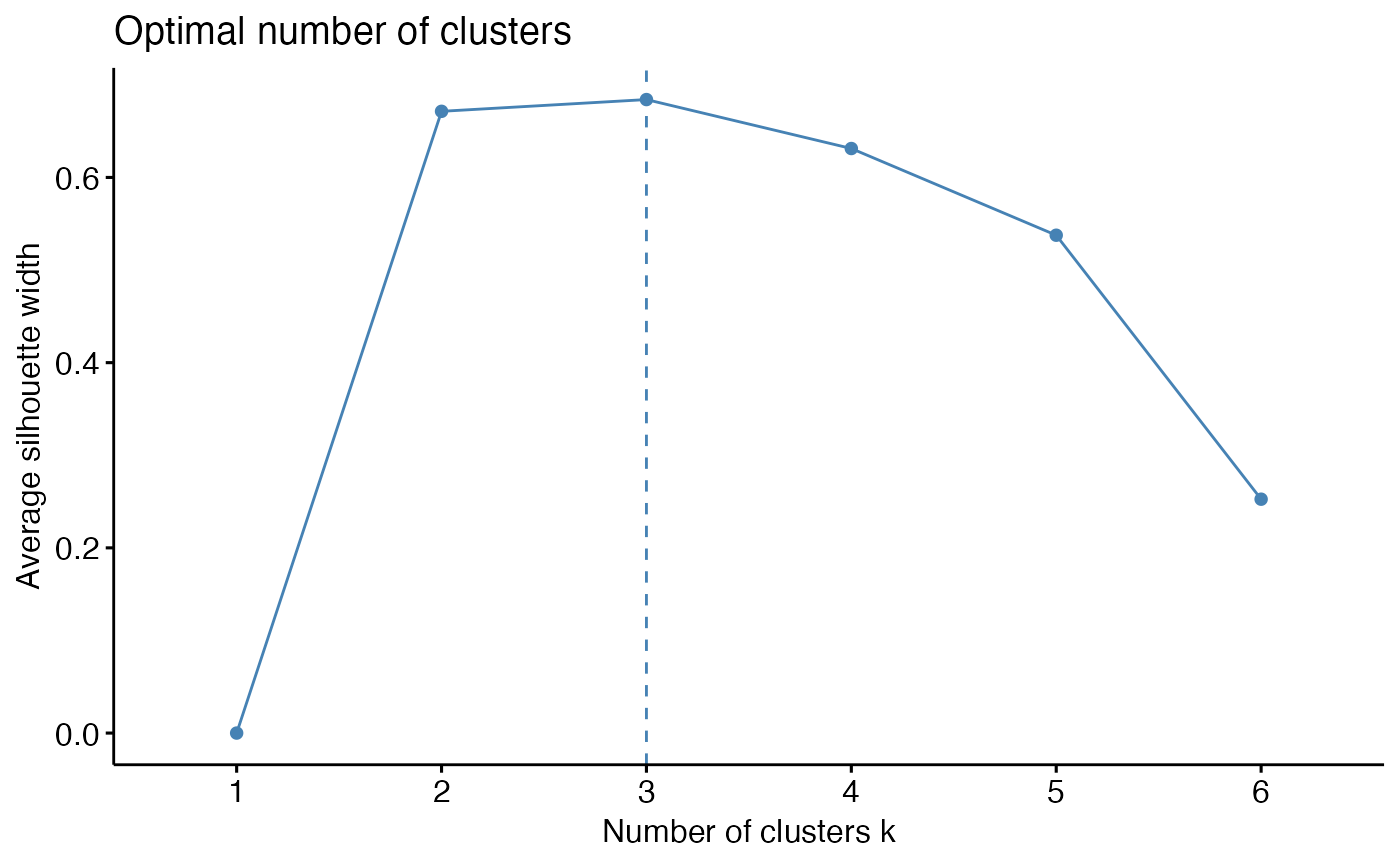 Optimal number of clusters
Average silhouette width
0.6
0.4
0.2
0.0
1 2 3 4 5 6
Number of clusters k